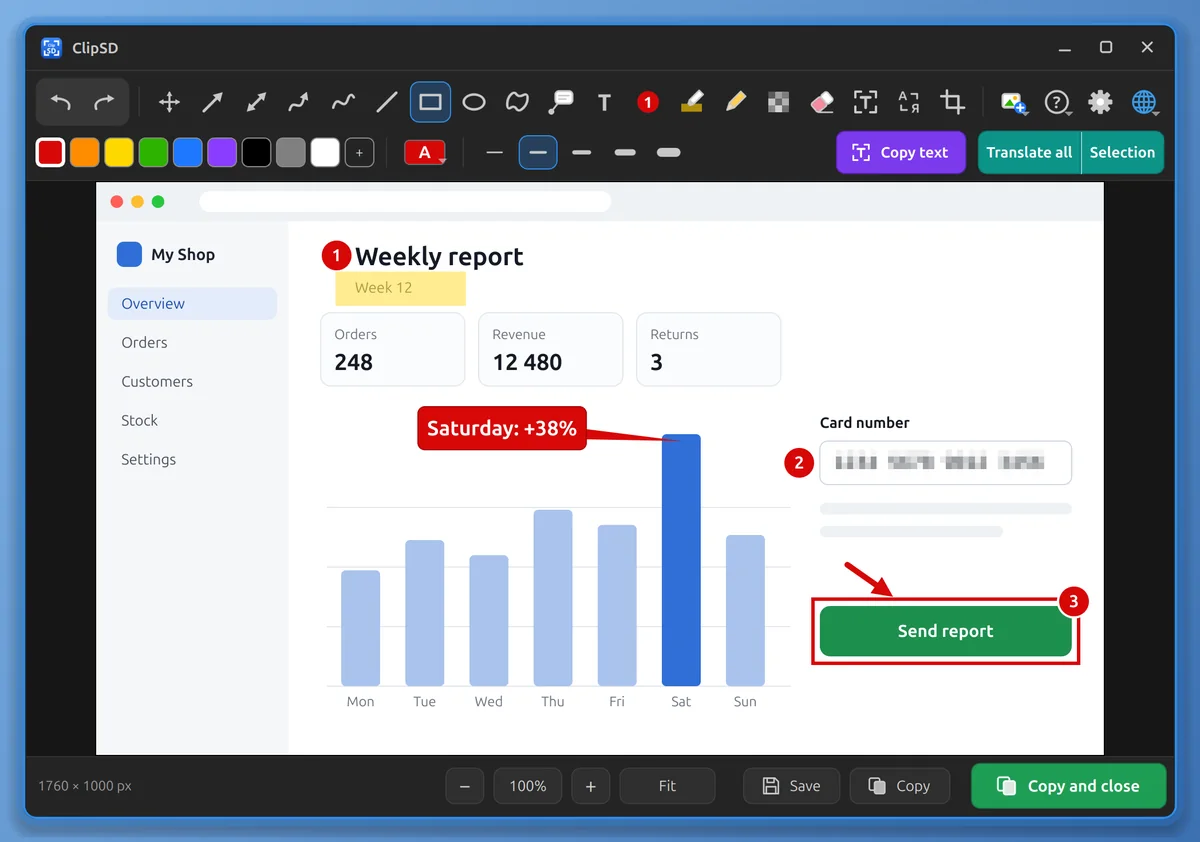 ClipSD
T
1
T
A
Я
?
+
A
T
Copy text
Translate all
Selection
My Shop
Overview
Orders
Customers
Stock
Settings
1
Weekly report
Week 12
Orders
248
Revenue
12 480
Returns
3
Saturday: +38%
Card number
2
3
Send report
Mon
Tue
Wed
Thu
Fri
Sat
Sun
1760 × 1000 px
−
100%
+
Fit
Save
Copy
Copy and close